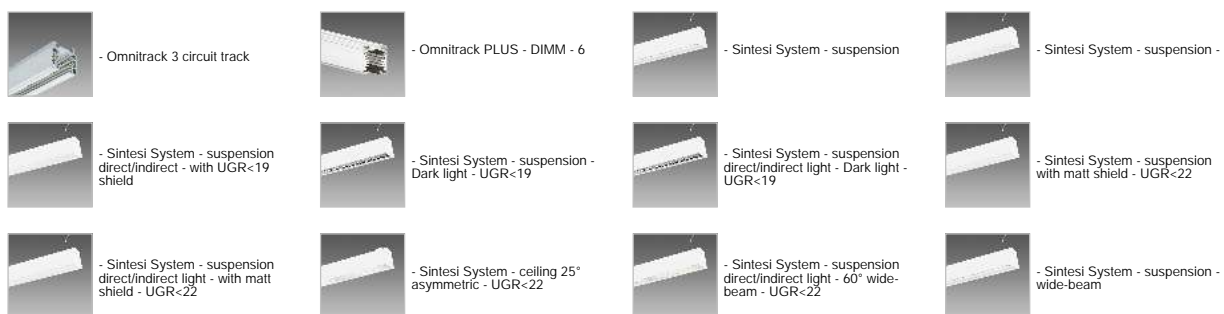 - Omnitrack 3 circuit track
- Omnitrack PLUS - DIMM - 6
- Sintesi System - suspension
- Sintesi System - suspension -
- Sintesi System - suspension
direct/indirect - with UGR<19
shield
- Sintesi System - suspension -
Dark light - UGR<19
- Sintesi System - suspension
direct/indirect light - Dark light -
UGR<19
- Sintesi System - suspension
with matt shield - UGR<22
- Sintesi System - suspension
direct/indirect light - with matt
shield - UGR<22
- Sintesi System - ceiling 25°
asymmetric - UGR<22
- Sintesi System - suspension
direct/indirect light - 60° wide-
beam - UGR<22
- Sintesi System - suspension -
wide-beam